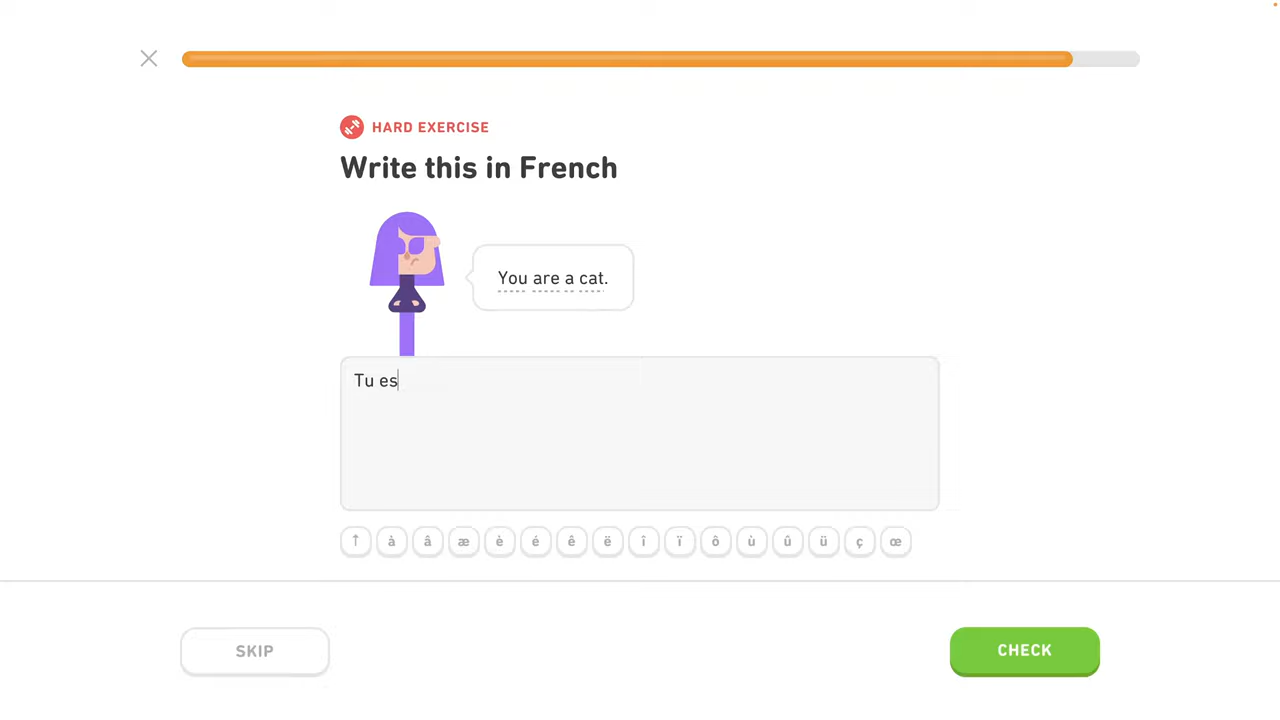 HARD EXERCISE
Write this in French
You are a cat.
Tu es
↑ à â æ è é ê ë î ï ô ù û ü ç œ
SKIP
CHECK